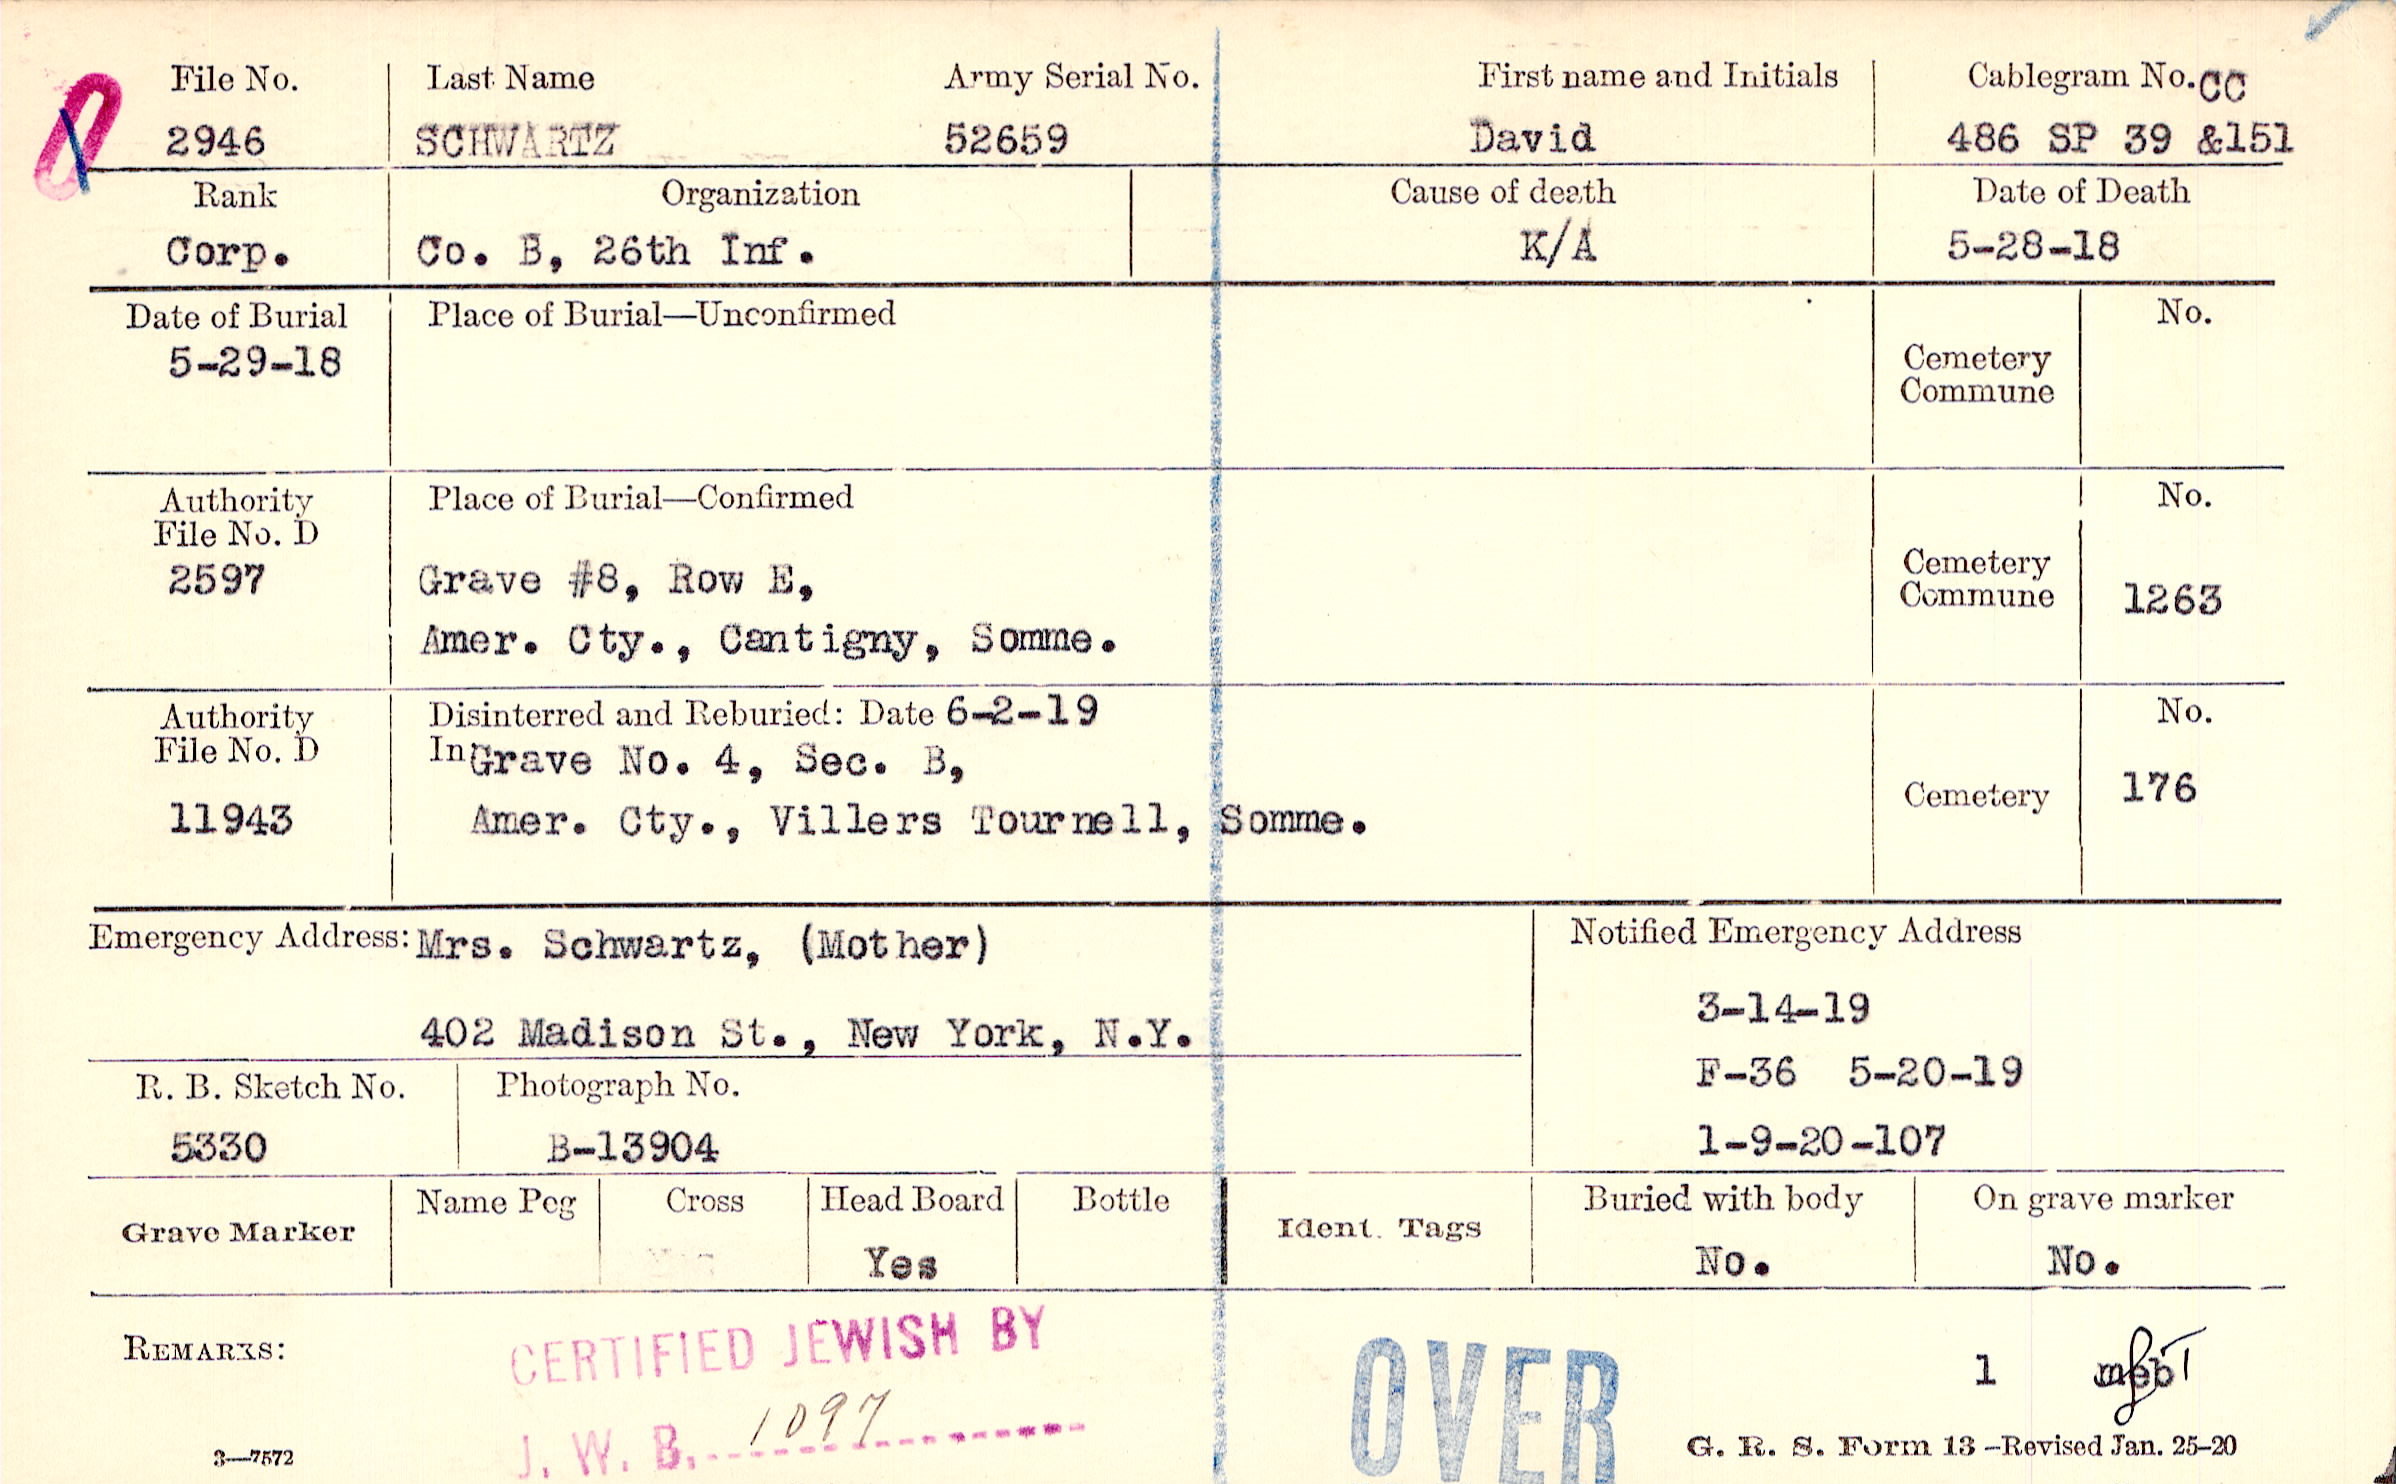 File No. Last Name Army Serial No. First name and Initials Cablegram No. CC
2946 SCHWARTZ 52659 David 486 SP 39 &151
Rank Organization Cause of death Date of Death
Corp. Co. B, 26th Inf. K/A 5-28-18
Date of Burial Place of Burial—Unconfirmed No.
5-29-18
Cemetery
Commune
Authority Place of Burial—Confirmed No.
File No. D
2597 Grave #8, Row E,
Cemetery
Commune 1263
Amer. Cty., Cantigny, Somme.
Authority Disinterred and Reburied: Date 6-2-19 No.
File No. D In Grave No. 4, Sec. B,
Cemetery 176
11943 Amer. Cty., Villers Tournell, Somme.
Emergency Address: Mrs. Schwartz, (Mother) Notified Emergency Address
3-14-19
402 Madison St., New York, N.Y.
F-36 5-20-19
R. B. Sketch No. Photograph No.
5330 B-13904 1-9-20-107
Grave Marker Name Peg Cross Head Board Bottle Ident. Tags Buried with body On grave marker
Yes No. No.
REMARKS:
CERTIFIED JEWISH BY
J. W. B. 1097
OVER
1
3—7572 G. R. S. Form 13 -Revised Jan. 25-20